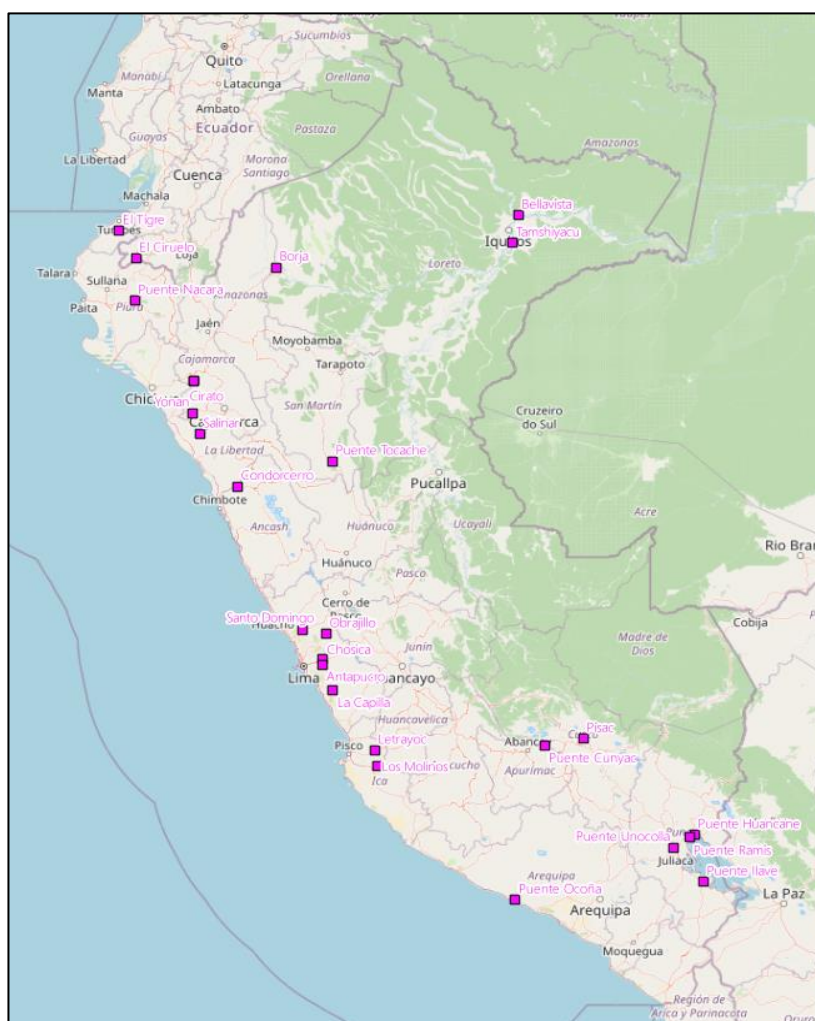 Sucumbíos
Quito
Manabí
Orellana
Latacunga
Manta
Ambato
Ecuador
Pastaza
Guayas
Amazonas
La Libertad
Morona
Santiago
Cuenca
Machala
Bellavista
El Tigre
Tamshiyacu
Iquitos
El Ciruelo
Loja
Borja
Loreto
Talara
Sullana
Amazonas
Puente Nacara
Paita
Piura
Jaén
Moyobamba
Cajamarca
Tarapoto
Cirato
Yonan
San Martín
Cruzeiro
do Sul
Salinar
La Libertad
Puente Tocache
Pucallpa
Condorcerro
Chimbote
Acre
Ancash
Huánuco
Ucayali
Rio Bran
Huánuco
Pasco
Cerro de
Pasco
Cobija
Santo Domingo
Obrajillo
Madre de
Dios
Chosica
Junín
Lima
Antapucro
La Capilla
Huancavelica
Pisac
Letrayoc
Pisco
Puente Cunyac
Los Molinos
Apurímac
Ica
Puente Huancane
Puente Unocolla
Puente Ramis
Juliaca
Puente Ilave
Arequipa
La Paz
Puente Ocoña
Arequipa
Moquegua
Región de
Arica y Parinacota
Oruro